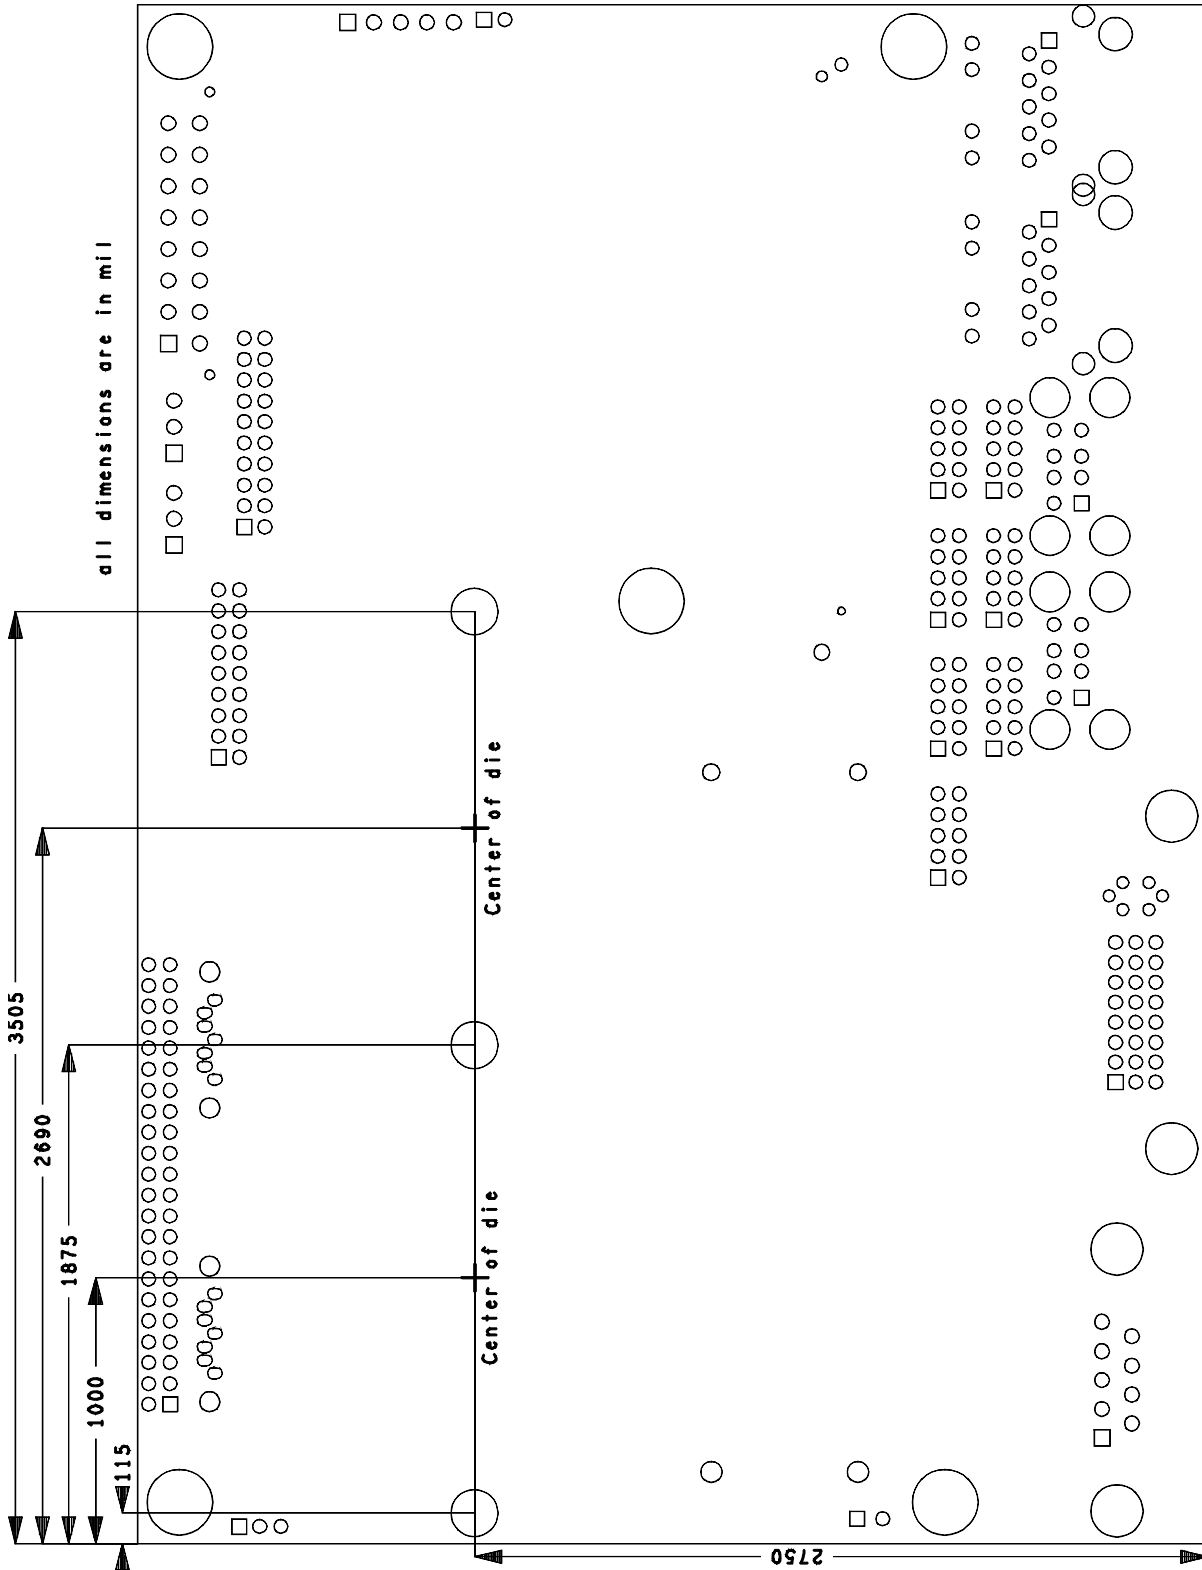 all dimensions are in mil
3505
2690
1875
1000
115
Center of die
Center of die
2750